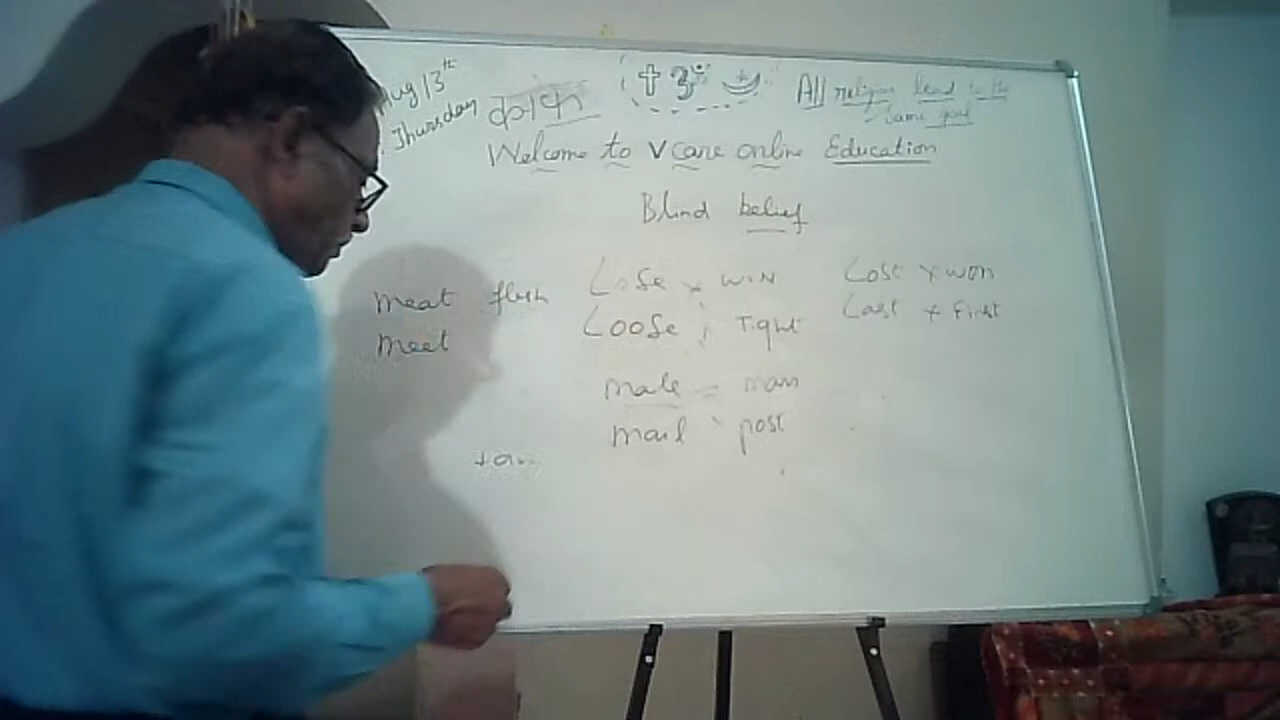 Aug 13th
Thursday
ॐ
All religion lead to the
Same goal
Welcome to V care online Education
Blind belief
Lose x WIN
Lost x won
meat flesh
Loose x Tight
Last x First
meet
male - man
mail - post